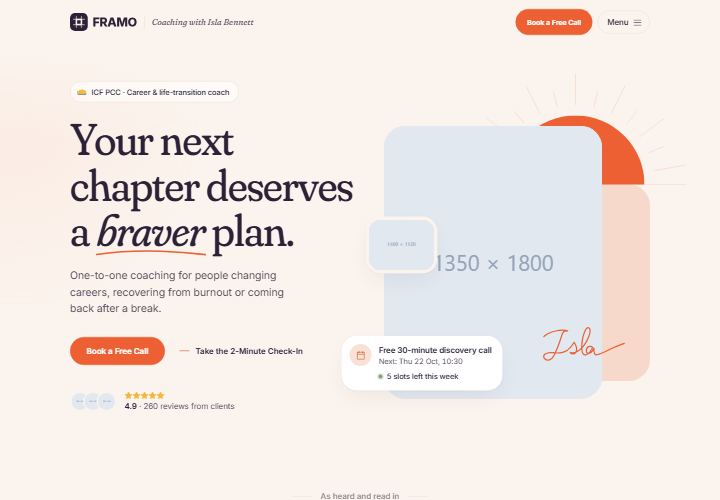 FRAMO
Coaching with Isla Bennett
Book a Free Call
Menu
ICF PCC · Career & life-transition coach
Your next
chapter deserves
a braver plan.
One-to-one coaching for people changing
careers, recovering from burnout or coming
back after a break.
Book a Free Call
Take the 2-Minute Check-In
4.9 · 260 reviews from clients
1350 × 1800
Free 30-minute discovery call
Next: Thu 22 Oct, 10:30
5 slots left this week
Isla
As heard and read in